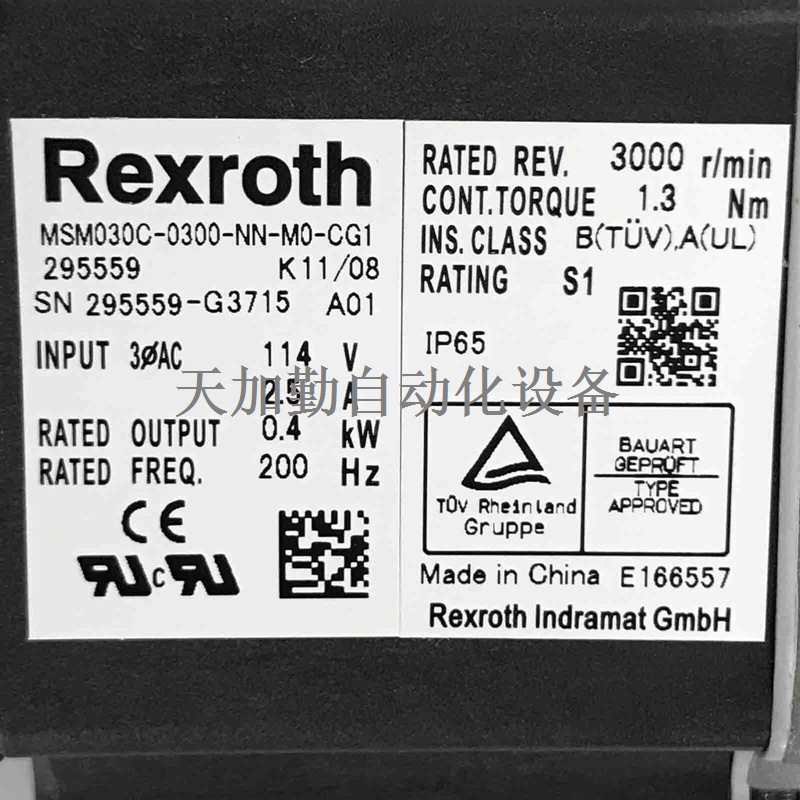 Rexroth
MSM030C-0300-NN-M0-CG1
295559 K11/08
SN 295559-G3715 A01
INPUT 3ØAC 114 V
2.5 A
RATED OUTPUT 0.4 kW
RATED FREQ. 200 Hz
CE
RU c RU
RATED REV. 3000 r/min
CONT.TORQUE 1.3 Nm
INS. CLASS B(TÜV),A(UL)
RATING S1
IP65
天加勤自动化设备
TÜV Rheinland
Gruppe
BAUART
GEPRÜFT
TYPE
APPROVED
Made in China E166557
Rexroth Indramat GmbH